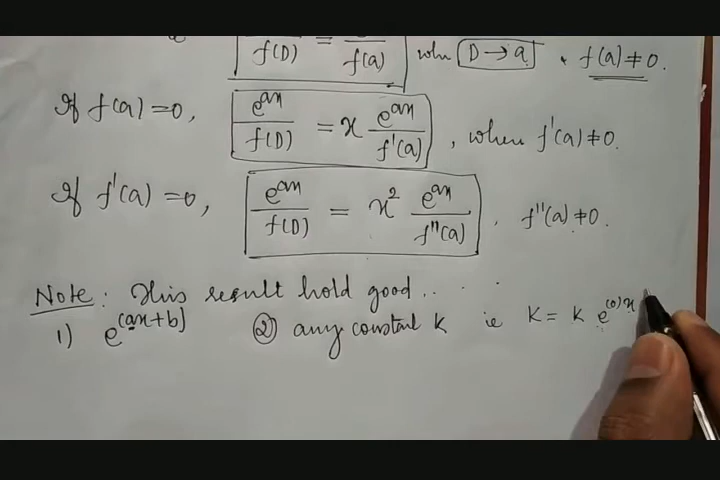 f(D) = f(a) when D → a , f(a) ≠ 0.
If f(a) = 0, e^ax / f(D) = x e^ax / f'(a) , when f'(a) ≠ 0.
If f'(a) = 0, e^ax / f(D) = x² e^ax / f''(a) . f''(a) ≠ 0.
Note: This result hold good . . . .
1) e^(ax+b) ② any constant K ie K = K e^(0)x